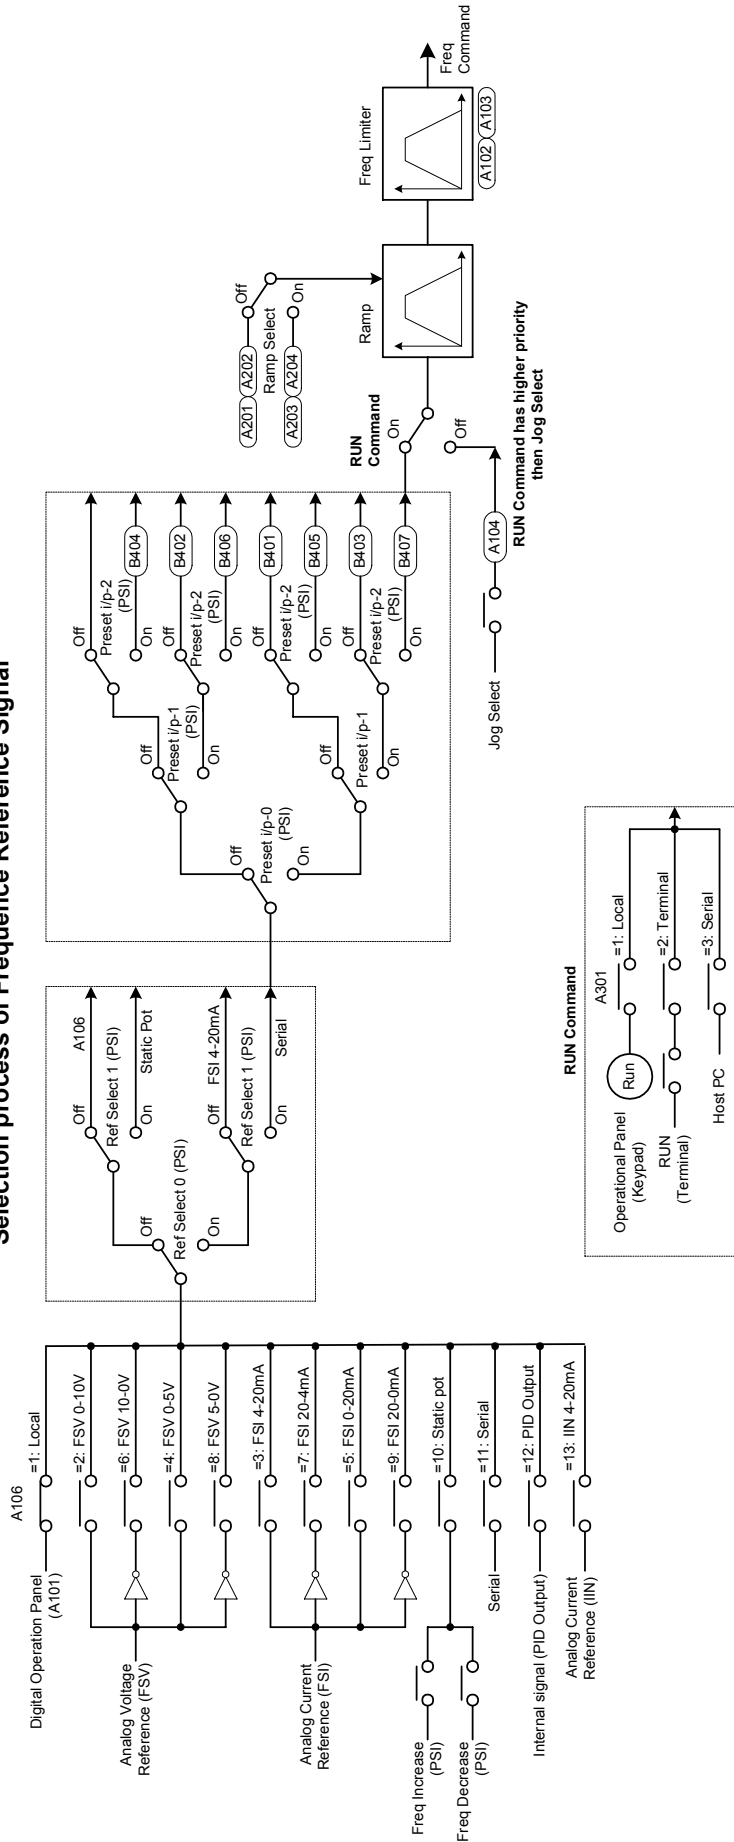 Selection process of Frequence Reference Signal
A106
Digital Operation Panel
(A101)
=1: Local
=2: FSV 0-10V
=6: FSV 10-0V
Analog Voltage
Reference (FSV)
=4: FSV 0-5V
=8: FSV 5-0V
=3: FSI 4-20mA
=7: FSI 20-4mA
Analog Current
Reference (FSI)
=5: FSI 0-20mA
=9: FSI 20-0mA
Freq Increase
(PSI)
Freq Decrease
(PSI)
=10: Static pot
Serial
=11: Serial
Internal signal (PID Output)
=12: PID Output
Analog Current
Reference (IIN)
=13: IIN 4-20mA
Off
Ref Select 0 (PSI)
On
Off
Ref Select 1 (PSI)
On
A106
Static Pot
Off
Ref Select 1 (PSI)
On
FSI 4-20mA
Serial
Off
Preset i/p-0
(PSI)
On
Off
Preset i/p-1
(PSI)
On
Off
Preset i/p-1
On
Off
Preset i/p-2
(PSI)
On
B404
Off
Preset i/p-2
(PSI)
On
B402
B406
Off
Preset i/p-2
(PSI)
On
B401
B405
Off
Preset i/p-2
(PSI)
On
B403
B407
Jog Select
A104
RUN
Command
On
Off
RUN Command has higher priority
then Jog Select
A201
A202
Off
Ramp Select
A203
A204
On
Ramp
Freq Limiter
A102
A103
Freq
Command
RUN Command
A301
Operational Panel
(Keypad)
Run
=1: Local
RUN
(Terminal)
=2: Terminal
Host PC
=3: Serial